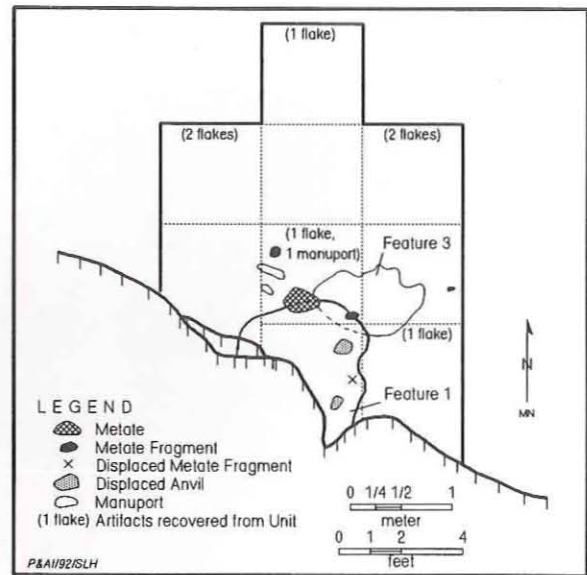 (1 flake)
(2 flakes)
(2 flakes)
(1 flake,
1 manuport)
Feature 3
(1 flake)
N
MN
Feature 1
LEGEND
Metate
Metate Fragment
Displaced Metate Fragment
Displaced Anvil
Manuport
(1 flake) Artifacts recovered from Unit
0 1/4 1/2 1
meter
0 1 2 4
feet
P&AI/92/SLH